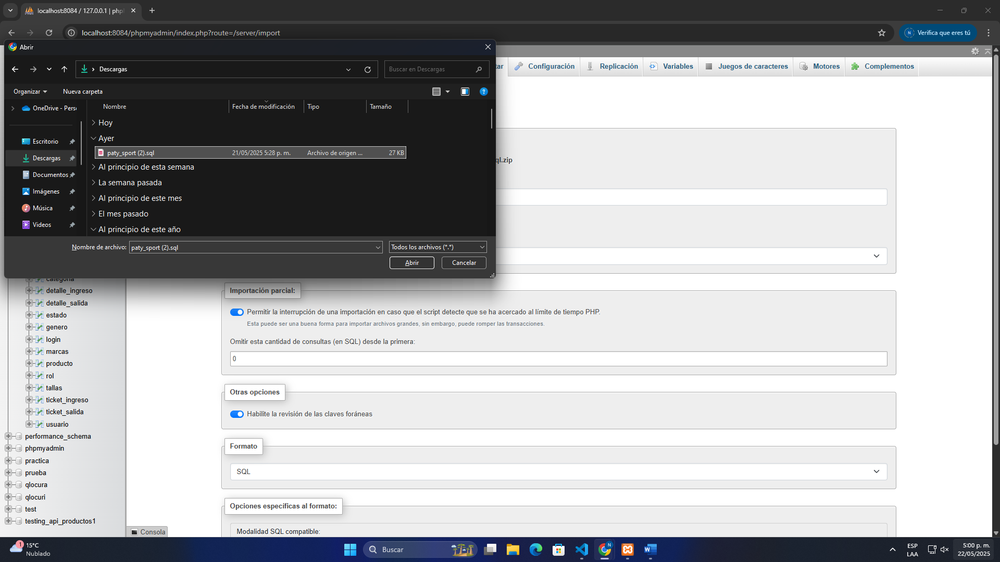 localhost:8084 / 127.0.0.1 | php
localhost:8084/phpmyadmin/index.php?route=/server/import
N
Verifica que eres tú
Abrir
Descargas
Buscar en Descargas
Organizar
Nueva carpeta
OneDrive - Pers
Escritorio
Descargas
Documentos
Imágenes
Música
Videos
Nombre
Fecha de modificación
Tipo
Tamaño
Hoy
Ayer
paty_sport (2).sql
21/05/2025 5:28 p. m.
Archivo de origen ...
27 KB
Al principio de esta semana
La semana pasada
Al principio de este mes
El mes pasado
Al principio de este año
Nombre de archivo:
paty_sport (2).sql
Todos los archivos (*.*)
Abrir
Cancelar
tar
Configuración
Replicación
Variables
Juegos de caracteres
Motores
Complementos
ql.zip
categoria
detalle_ingreso
detalle_salida
estado
genero
login
marcas
producto
rol
tallas
ticket_ingreso
ticket_salida
usuario
performance_schema
phpmyadmin
practica
prueba
qlocura
qlocuri
test
testing_api_productos1
Importación parcial:
Permitir la interrupción de una importación en caso que el script detecte que se ha acercado al límite de tiempo PHP.
Esta puede ser una buena forma para importar archivos grandes, sin embargo, puede romper las transacciones.
Omitir esta cantidad de consultas (en SQL) desde la primera:
0
Otras opciones
Habilite la revisión de las claves foráneas
Formato
SQL
Opciones específicas al formato:
Modalidad SQL compatible:
Consola
1
15°C
Nublado
Buscar
N
ESP
LAA
5:00 p. m.
22/05/2025